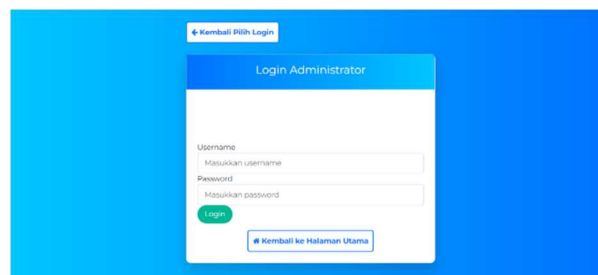 Kembali Pilih Login
Login Administrator
Username
Masukkan username
Password
Masukkan password
Login
Kembali ke Halaman Utama